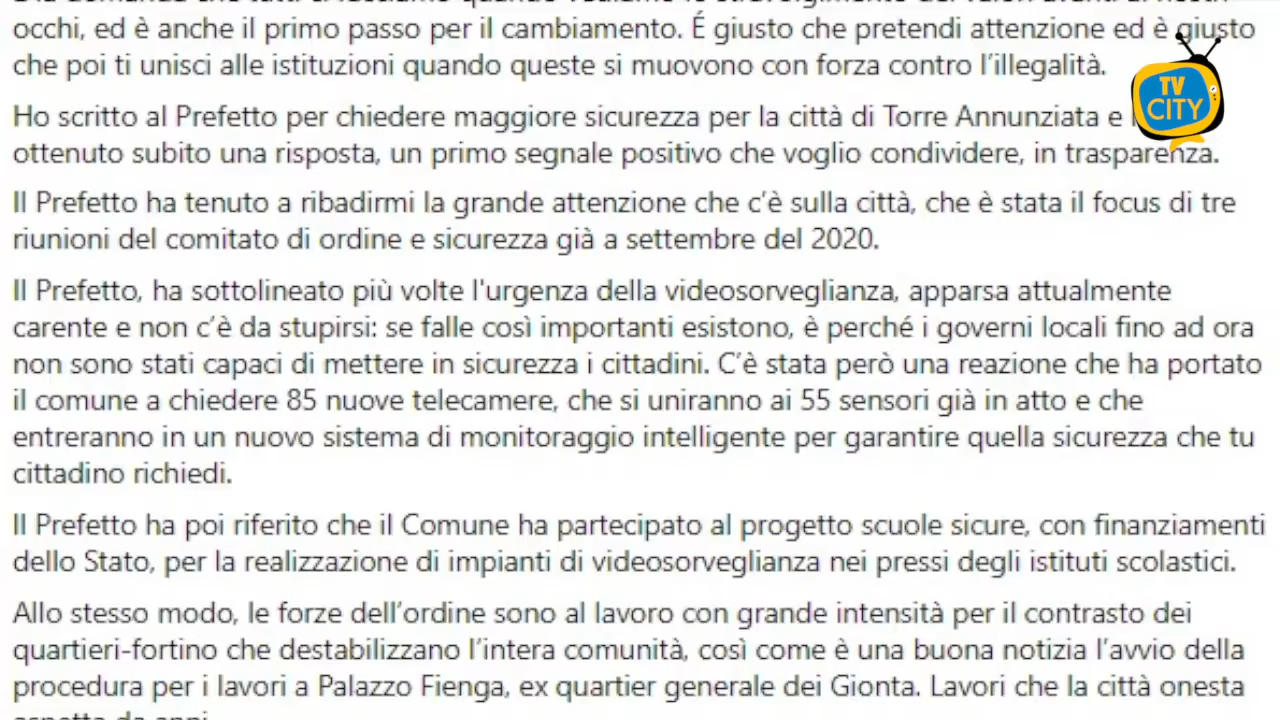 occhi, ed è anche il primo passo per il cambiamento. É giusto che pretendi attenzione ed è giusto
che poi ti unisci alle istituzioni quando queste si muovono con forza contro l'illegalità.
Ho scritto al Prefetto per chiedere maggiore sicurezza per la città di Torre Annunziata e
ottenuto subito una risposta, un primo segnale positivo che voglio condividere, in trasparenza.
Il Prefetto ha tenuto a ribadirmi la grande attenzione che c'è sulla città, che è stata il focus di tre
riunioni del comitato di ordine e sicurezza già a settembre del 2020.
Il Prefetto, ha sottolineato più volte l'urgenza della videosorveglianza, apparsa attualmente
carente e non c'è da stupirsi: se falle così importanti esistono, è perché i governi locali fino ad ora
non sono stati capaci di mettere in sicurezza i cittadini. C'è stata però una reazione che ha portato
il comune a chiedere 85 nuove telecamere, che si uniranno ai 55 sensori già in atto e che
entreranno in un nuovo sistema di monitoraggio intelligente per garantire quella sicurezza che tu
cittadino richiedi.
Il Prefetto ha poi riferito che il Comune ha partecipato al progetto scuole sicure, con finanziamenti
dello Stato, per la realizzazione di impianti di videosorveglianza nei pressi degli istituti scolastici.
Allo stesso modo, le forze dell'ordine sono al lavoro con grande intensità per il contrasto dei
quartieri-fortino che destabilizzano l'intera comunità, così come è una buona notizia l'avvio della
procedura per i lavori a Palazzo Fienga, ex quartier generale dei Gionta. Lavori che la città onesta
TV
CITY